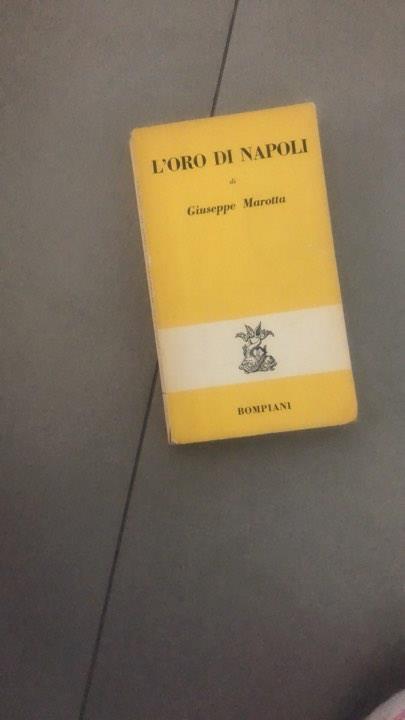 L'ORO DI NAPOLI
di
Giuseppe Marotta
BOMPIANI